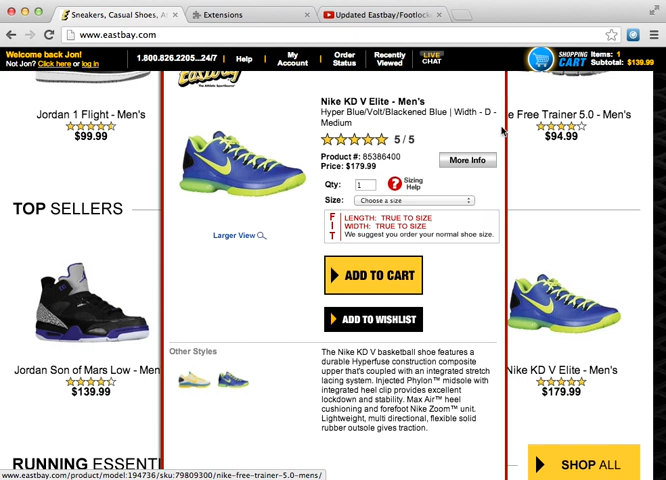 Sneakers, Casual Shoes, A
Extensions
Updated Eastbay/Footlock
www.eastbay.com
Welcome back Jon!
Not Jon? Click here or log in
1.800.826.2205...24/7
Help
My Account
Order Status
Recently Viewed
LIVE CHAT
SHOPPING CART
Items: 1
Subtotal: $139.99
Eastbay
The Athletic Sportsource
Jordan 1 Flight - Men's
$99.99
e Free Trainer 5.0 - Men's
$94.99
Nike KD V Elite - Men's
Hyper Blue/Volt/Blackened Blue | Width - D -
Medium
5 / 5
Product #: 85386400
Price: $179.99
More Info
Qty: 1
? Sizing Help
Size: Choose a size
FIT
LENGTH: TRUE TO SIZE
WIDTH: TRUE TO SIZE
We suggest you order your normal shoe size.
Larger View
ADD TO CART
ADD TO WISHLIST
TOP SELLERS
Jordan Son of Mars Low - Men
$139.99
KD V Elite - Men's
$179.99
Other Styles
The Nike KD V basketball shoe features a
durable Hyperfuse construction composite
upper that's coupled with an integrated stretch
lacing system. Injected Phylon™ midsole with
integrated heel clip provides excellent
lockdown and stability. Max Air™ heel
cushioning and forefoot Nike Zoom™ unit.
Lightweight, multi directional, flexible solid
rubber outsole gives traction.
RUNNING ESSENTI
SHOP ALL
www.eastbay.com/product/model:194736/sku:79809300/nike-free-trainer-5.0-mens/